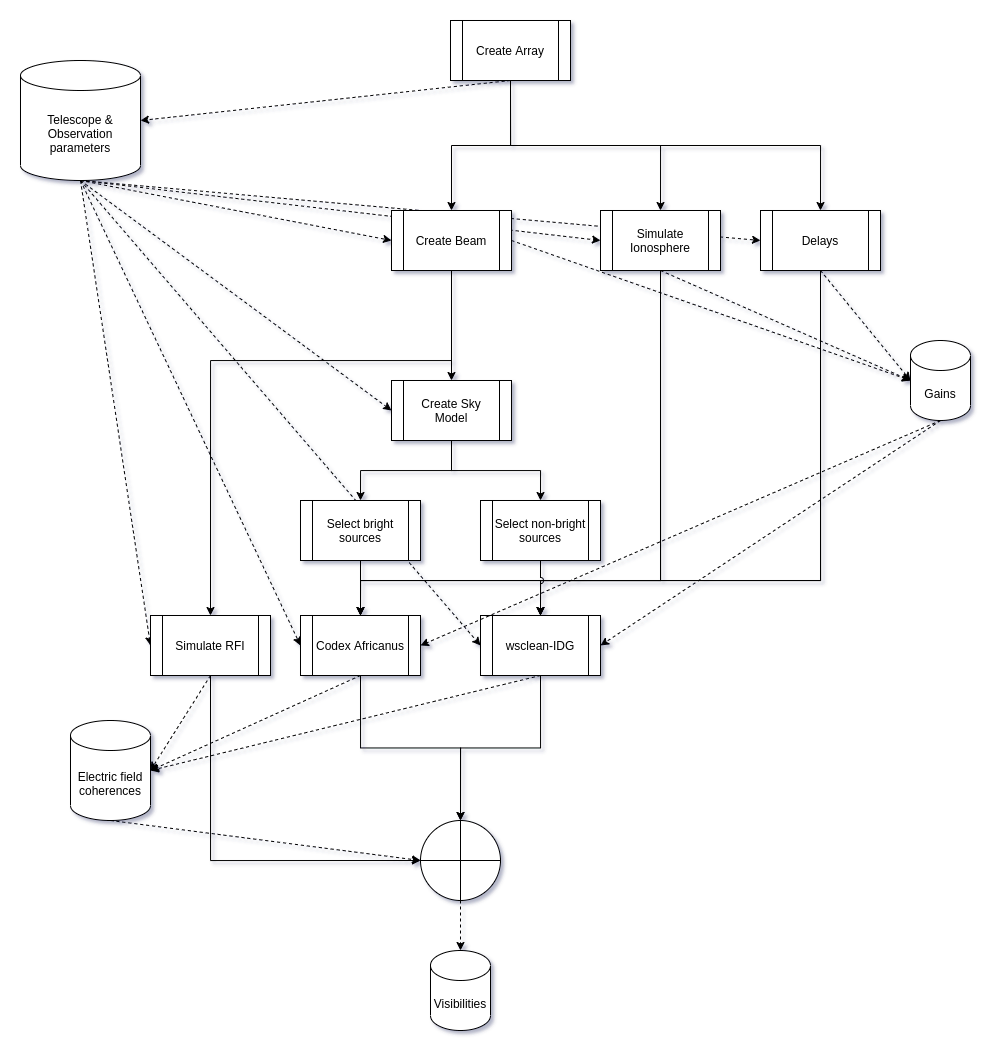 Create Array
Telescope &
Observation
parameters
Create Beam
Simulate
Ionosphere
Delays
Gains
Create Sky
Model
Select bright
sources
Select non-bright
sources
Simulate RFI
Codex Africanus
wsclean-IDG
Electric field
coherences
Visibilities